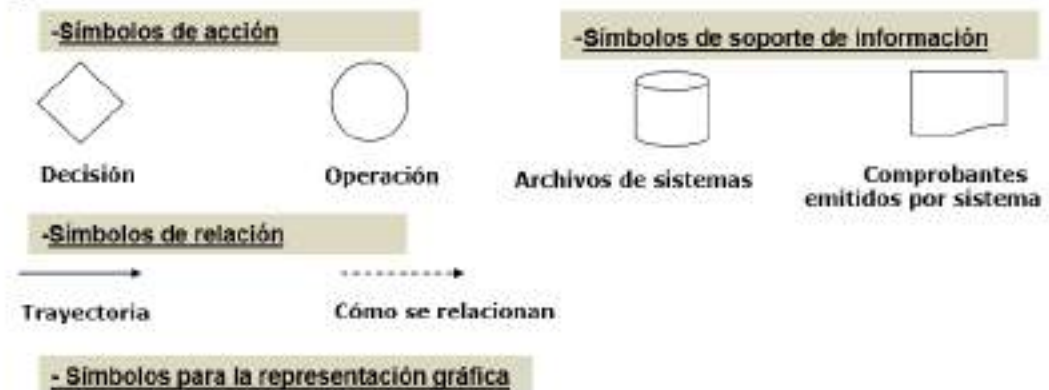 -Símbolos de acción
-Símbolos de soporte de información
Decisión
Operación
Archivos de sistemas
Comprobantes
emitidos por sistema
-Símbolos de relación
Trayectoria
Cómo se relacionan
- Símbolos para la representación gráfica